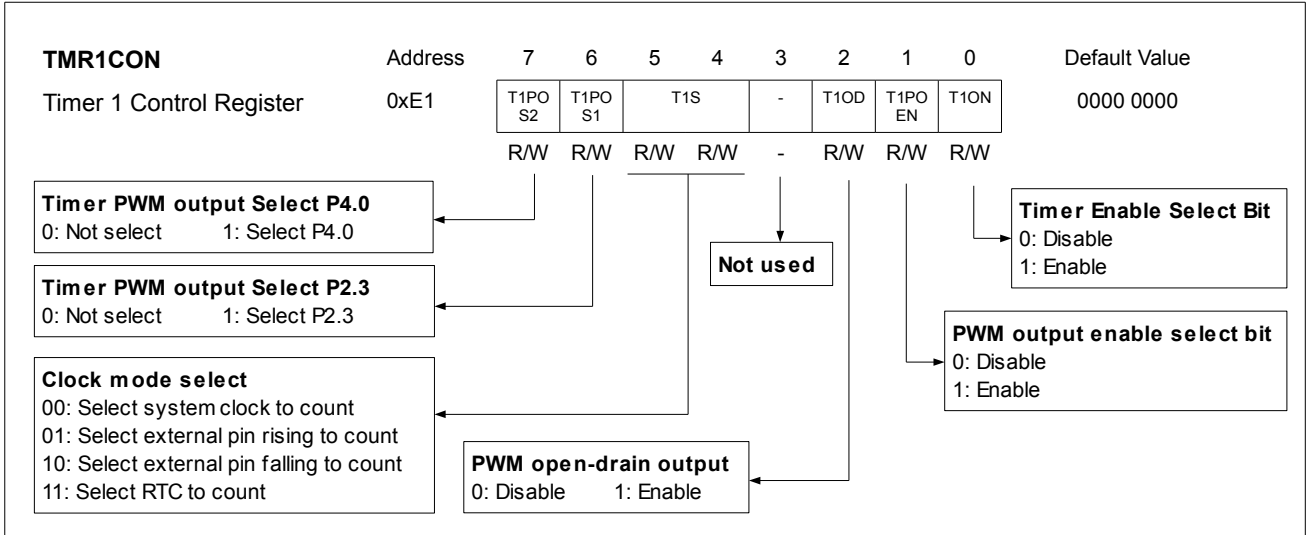 TMR1CON Address 7 6 5 4 3 2 1 0 Default Value
Timer 1 Control Register 0xE1 T1PO S2 T1PO S1 T1S - T1OD T1PO EN T1ON 0000 0000
R/W R/W R/W R/W - R/W R/W R/W
Timer PWM output Select P4.0
0: Not select 1: Select P4.0
Timer PWM output Select P2.3
0: Not select 1: Select P2.3
Clock mode select
00: Select system clock to count
01: Select external pin rising to count
10: Select external pin falling to count
11: Select RTC to count
Not used
PWM open-drain output
0: Disable 1: Enable
Timer Enable Select Bit
0: Disable
1: Enable
PWM output enable select bit
0: Disable
1: Enable